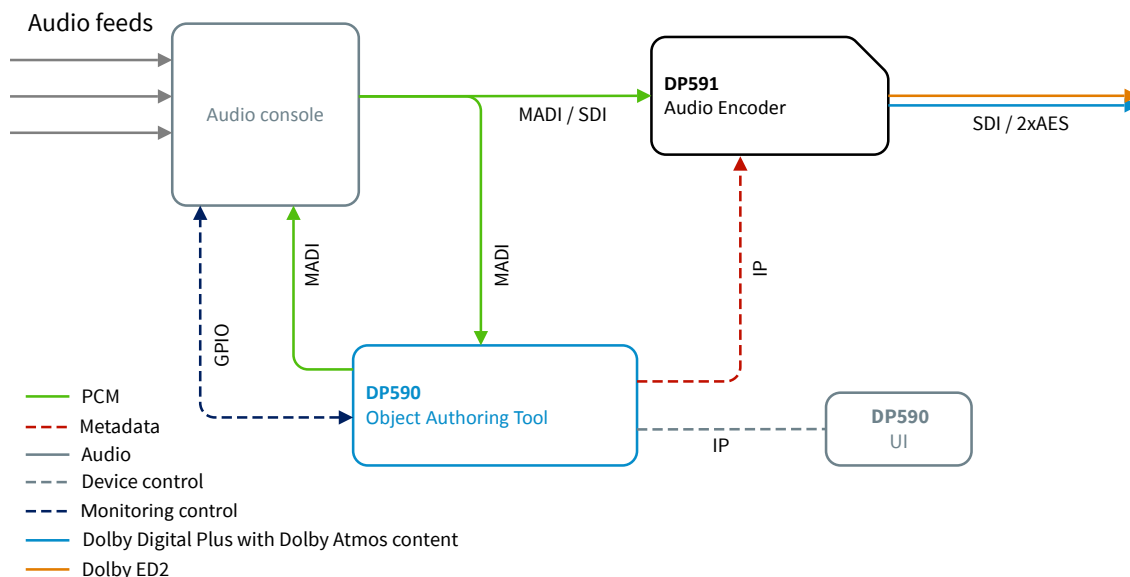 Audio feeds
Audio console
MADI / SDI
DP591
Audio Encoder
SDI / 2xAES
GPIO
MADI
MADI
IP
DP590
Object Authoring Tool
IP
DP590
UI
PCM
Metadata
Audio
Device control
Monitoring control
Dolby Digital Plus with Dolby Atmos content
Dolby ED2